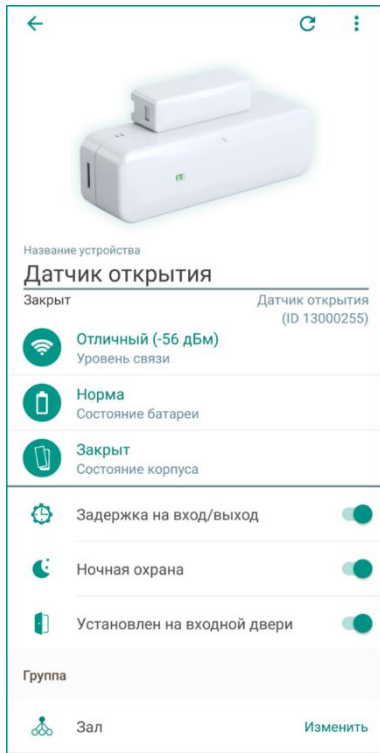 Название устройства
Датчик открытия
Закрыт
Датчик открытия
(ID 13000255)
Отличный (-56 дБм)
Уровень связи
Норма
Состояние батареи
Закрыт
Состояние корпуса
Задержка на вход/выход
Ночная охрана
Установлен на входной двери
Группа
Зал
Изменить